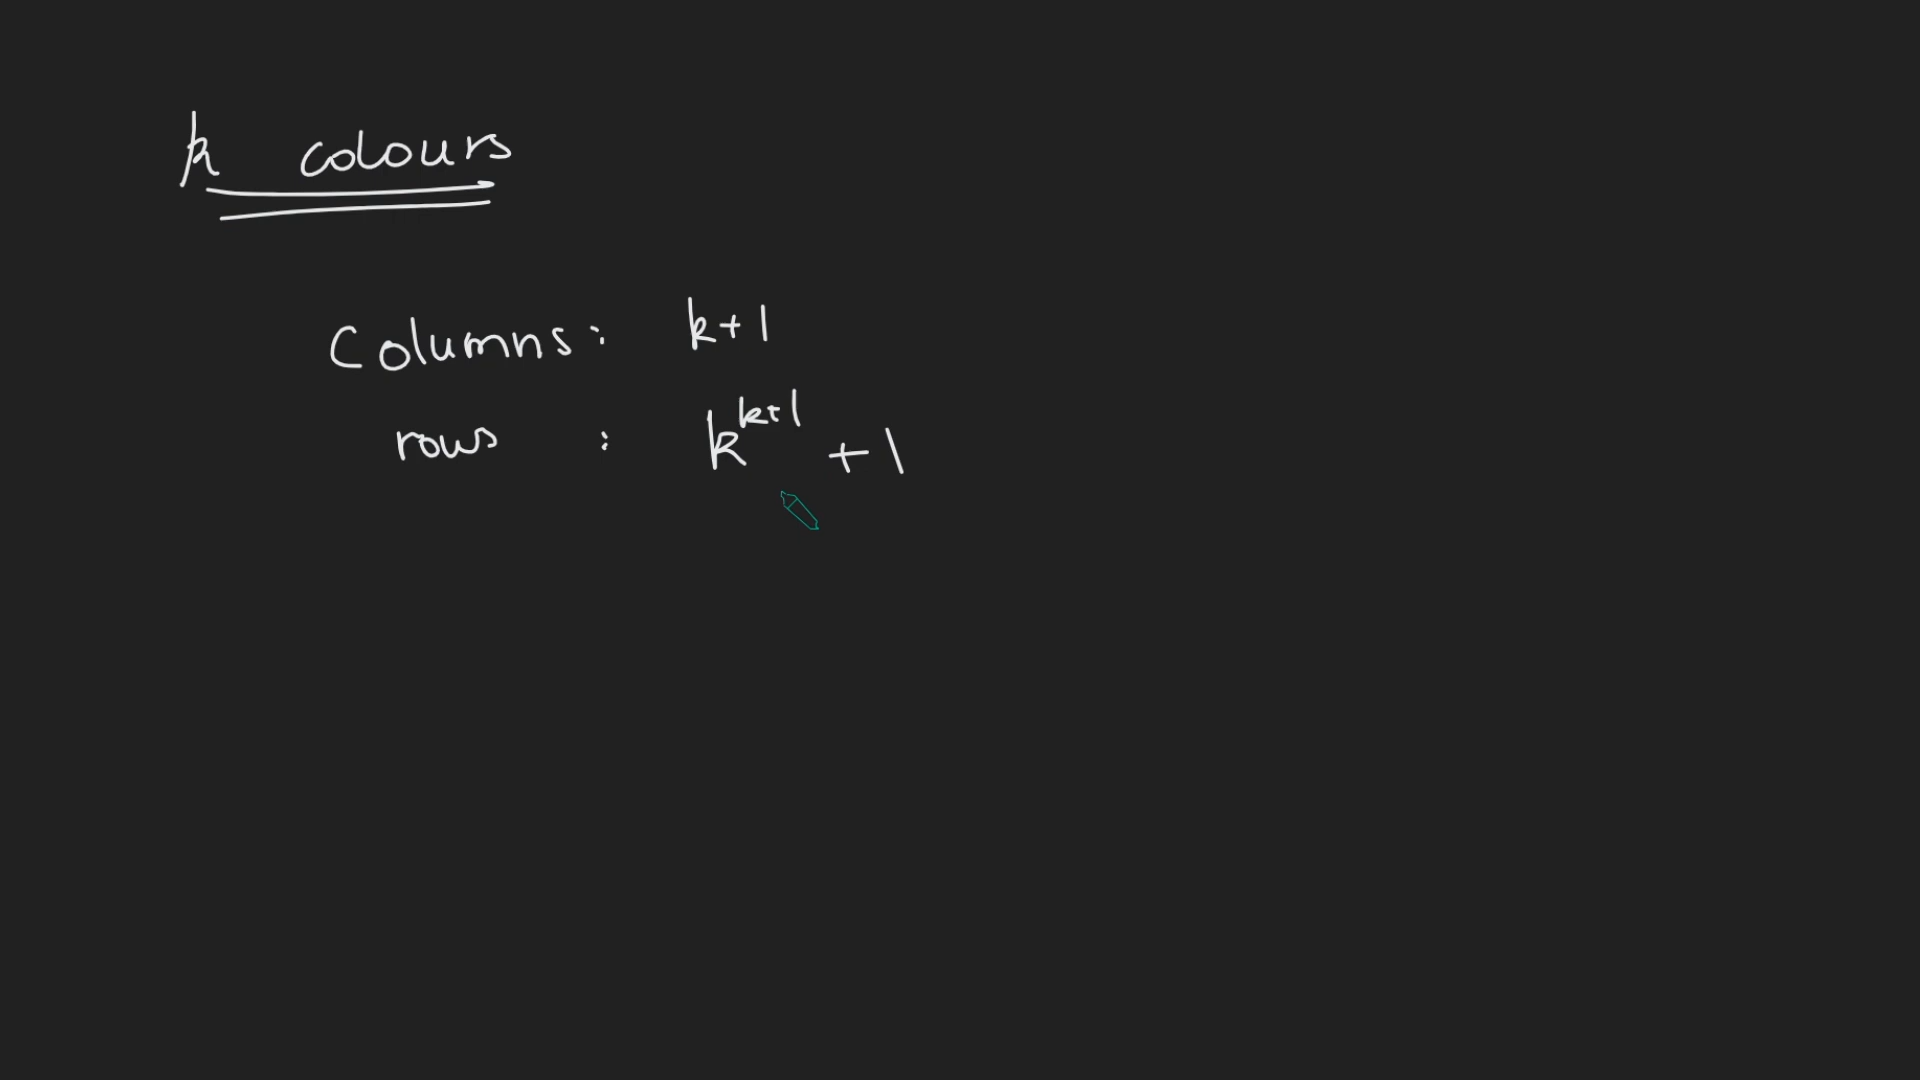 k colours
Columns: k+1
rows : k^{k+1} + 1